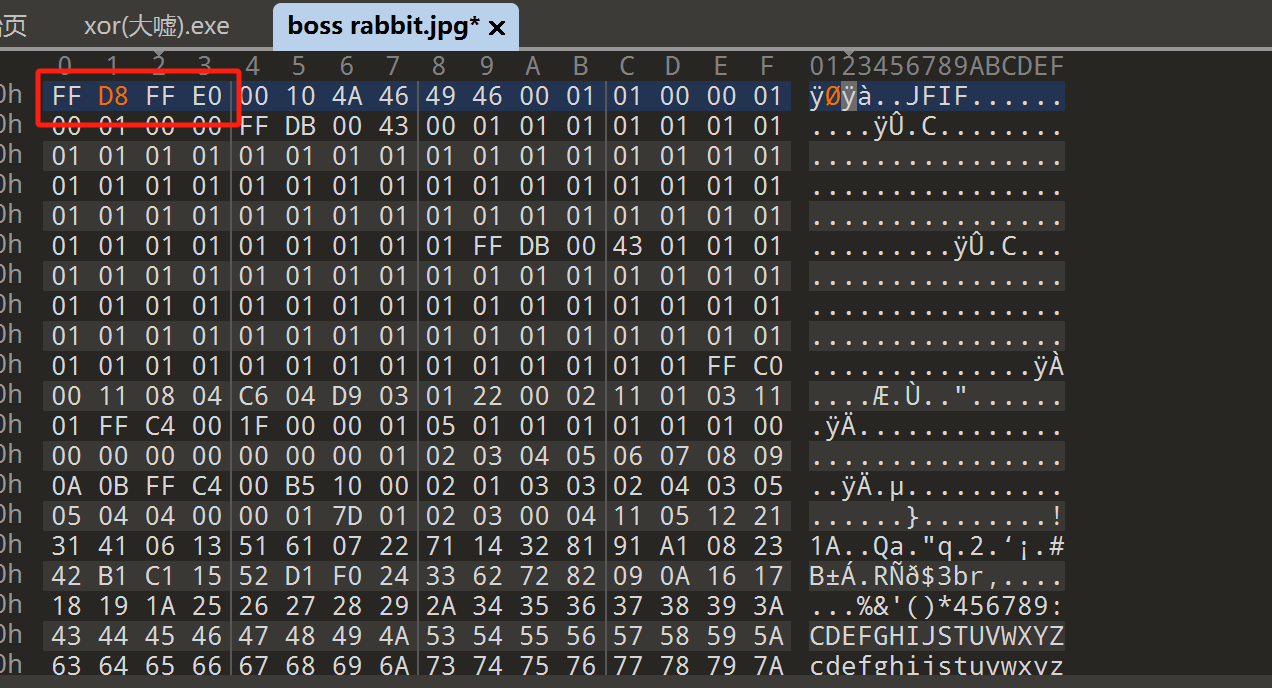 页 xor(大嘘).exe boss rabbit.jpg* ×
0 1 2 3 4 5 6 7 8 9 A B C D E F 0123456789ABCDEF
0h FF D8 FF E0 00 10 4A 46 49 46 00 01 01 00 00 01 ÿØÿà..JFIF......
0h 00 01 00 00 FF DB 00 43 00 01 01 01 01 01 01 01 ....ÿÛ.C........
0h 01 01 01 01 01 01 01 01 01 01 01 01 01 01 01 01 ................
0h 01 01 01 01 01 01 01 01 01 01 01 01 01 01 01 01 ................
0h 01 01 01 01 01 01 01 01 01 01 01 01 01 01 01 01 ................
0h 01 01 01 01 01 01 01 01 01 FF DB 00 43 01 01 01 .........ÿÛ.C...
0h 01 01 01 01 01 01 01 01 01 01 01 01 01 01 01 01 ................
0h 01 01 01 01 01 01 01 01 01 01 01 01 01 01 01 01 ................
0h 01 01 01 01 01 01 01 01 01 01 01 01 01 01 01 01 ................
0h 01 01 01 01 01 01 01 01 01 01 01 01 01 01 FF C0 ..............ÿÀ
0h 00 11 08 04 C6 04 D9 03 01 22 00 02 11 01 03 11 ....Æ.Ù.."......
0h 01 FF C4 00 1F 00 00 01 05 01 01 01 01 01 01 00 .ÿÄ.............
0h 00 00 00 00 00 00 00 01 02 03 04 05 06 07 08 09 ................
0h 0A 0B FF C4 00 B5 10 00 02 01 03 03 02 04 03 05 ..ÿÄ.µ..........
0h 05 04 04 00 00 01 7D 01 02 03 00 04 11 05 12 21 ......}........!
0h 31 41 06 13 51 61 07 22 71 14 32 81 91 A1 08 23 1A..Qa."q.2.‘¡.#
0h 42 B1 C1 15 52 D1 F0 24 33 62 72 82 09 0A 16 17 B±Á.RÑð$3br‚....
0h 18 19 1A 25 26 27 28 29 2A 34 35 36 37 38 39 3A ...%&'()*456789:
0h 43 44 45 46 47 48 49 4A 53 54 55 56 57 58 59 5A CDEFGHIJSTUVWXYZ
0h 63 64 65 66 67 68 69 6A 73 74 75 76 77 78 79 7A cdefghijstuvwxyz